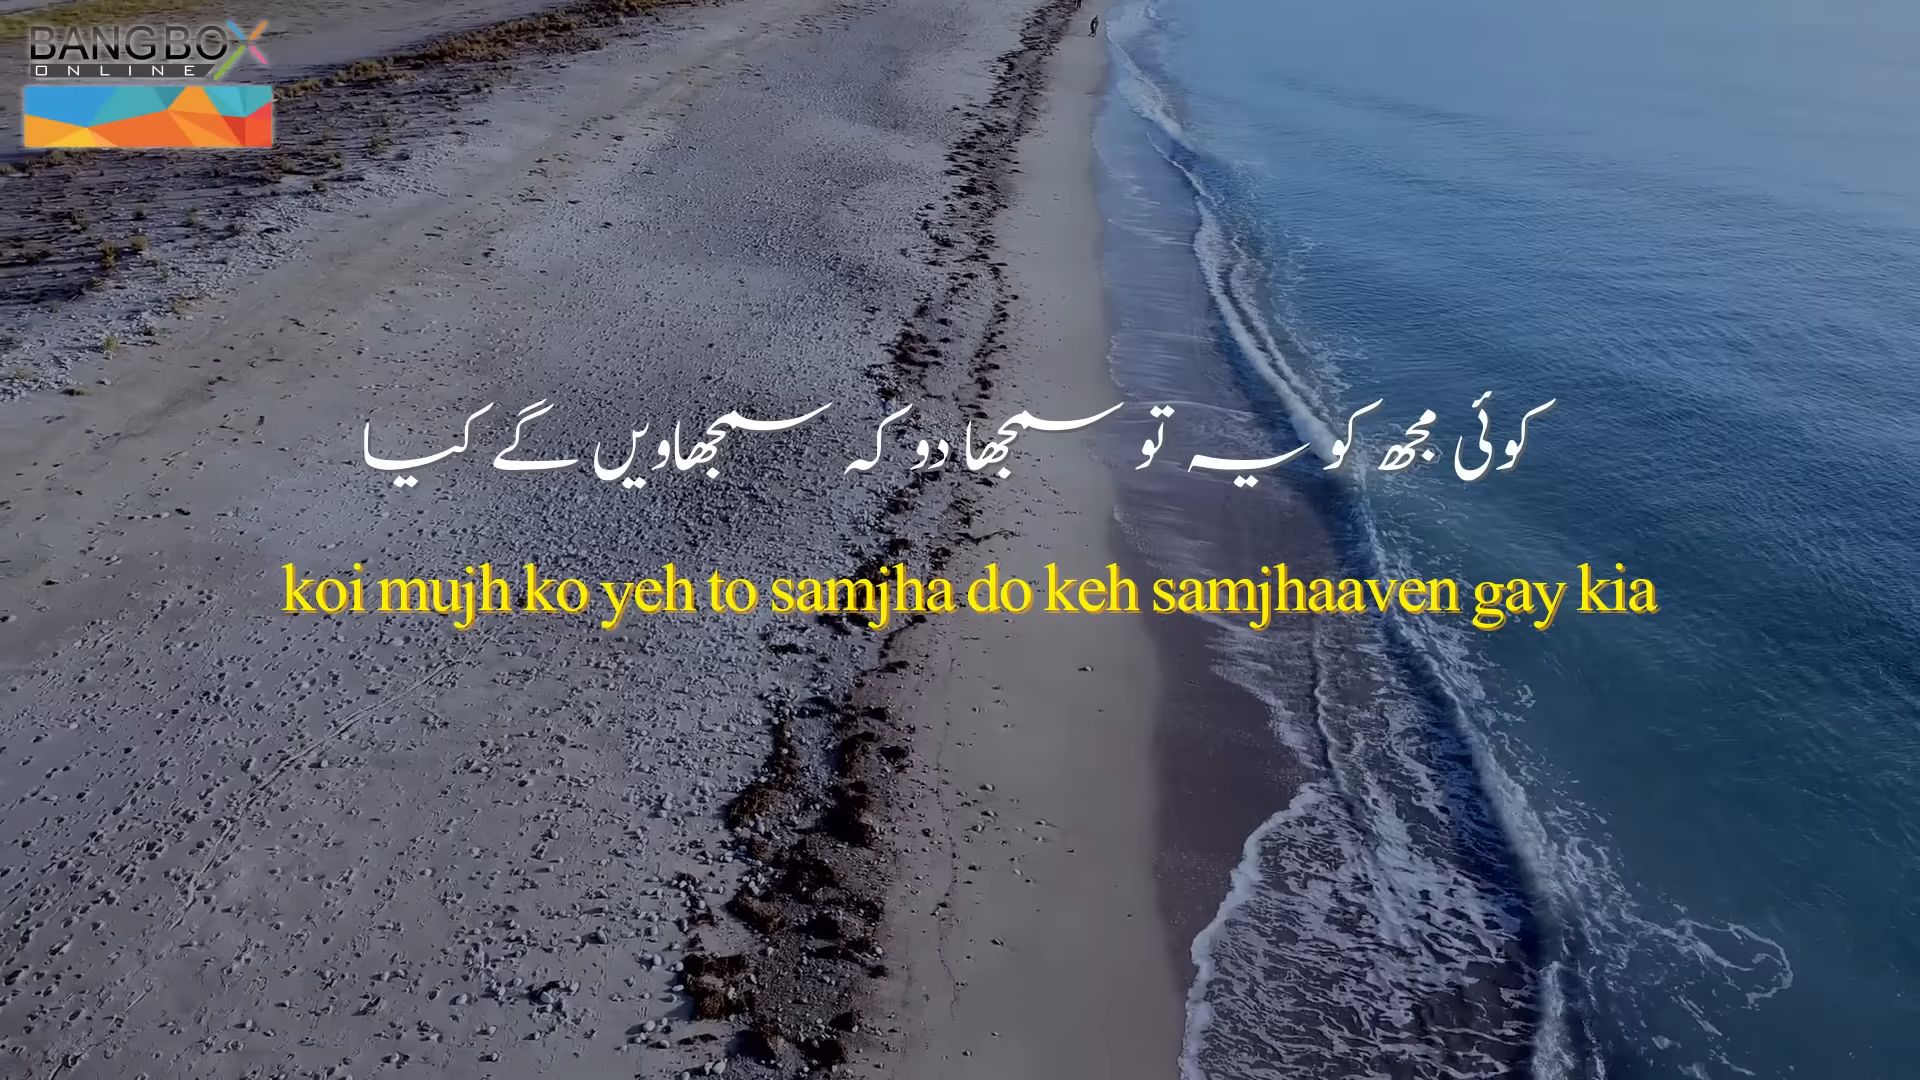 BANGBOX
ONLINE
کوئی مجھ کو یہ تو سمجھا دو کہ سمجھاویں گے کیا
koi mujh ko yeh to samjha do keh samjhaaven gay kia